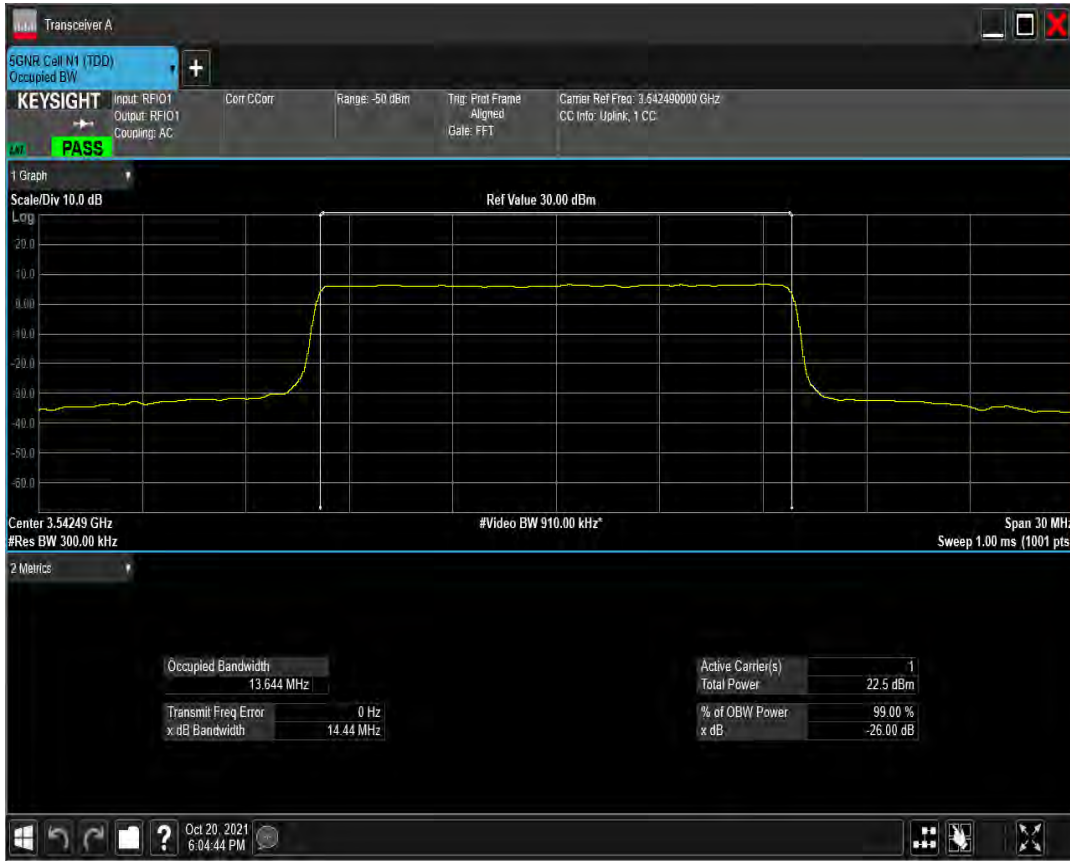 Transceiver A
5GNR Cell N1 (TDD)
Occupied BW
+
KEYSIGHT
PASS
Input: RFIO1
Output: RFIO1
Coupling: AC
Corr CCorr
Range: -50 dBm
Trig: Prot Frame
Aligned
Gate: FFT
Carrier Ref Freq: 3.542490000 GHz
CC Info: Uplink, 1 CC
1 Graph
Scale/Div 10.0 dB
Ref Value 30.00 dBm
Log
20.0
10.0
0.00
-10.0
-20.0
-30.0
-40.0
-50.0
-60.0
Center 3.54249 GHz
#Video BW 910.00 kHz*
Span 30 MHz
#Res BW 300.00 kHz
Sweep 1.00 ms (1001 pts
2 Metrics
Occupied Bandwidth
13.644 MHz
Transmit Freq Error 0 Hz
x dB Bandwidth 14.44 MHz
Active Carrier(s) 1
Total Power 22.5 dBm
% of OBW Power 99.00 %
x dB -26.00 dB
?
Oct 20, 2021
6:04:44 PM